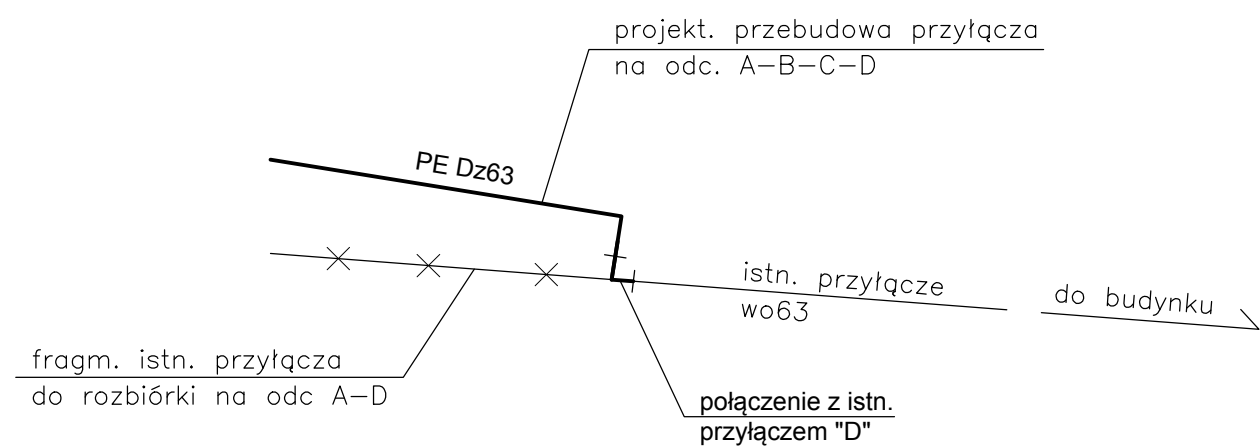 projekt. przebudowa przyłącza
na odc. A–B–C–D
PE Dz63
istn. przyłącze
wo63
do budynku
fragm. istn. przyłącza
do rozbiórki na odc A–D
połączenie z istn.
przyłączem "D"